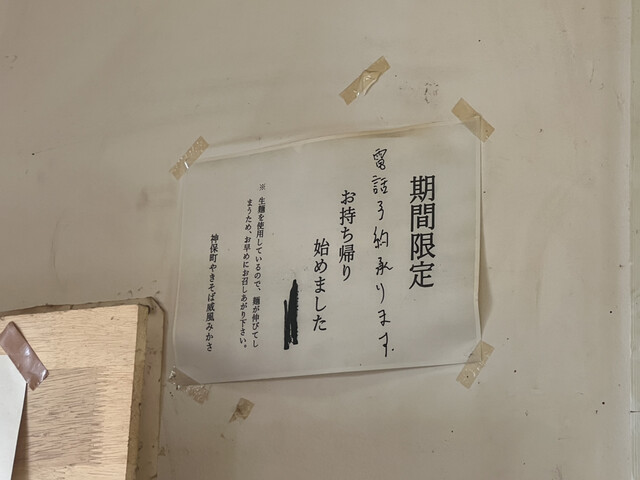 期間限定
電話予約承ります。
お持ち帰り
始めました
※ 生麺を使用しているので、麺が伸びてし
まうため、お早めにお召しあがり下さい。
神保町やきそば威風みかさ